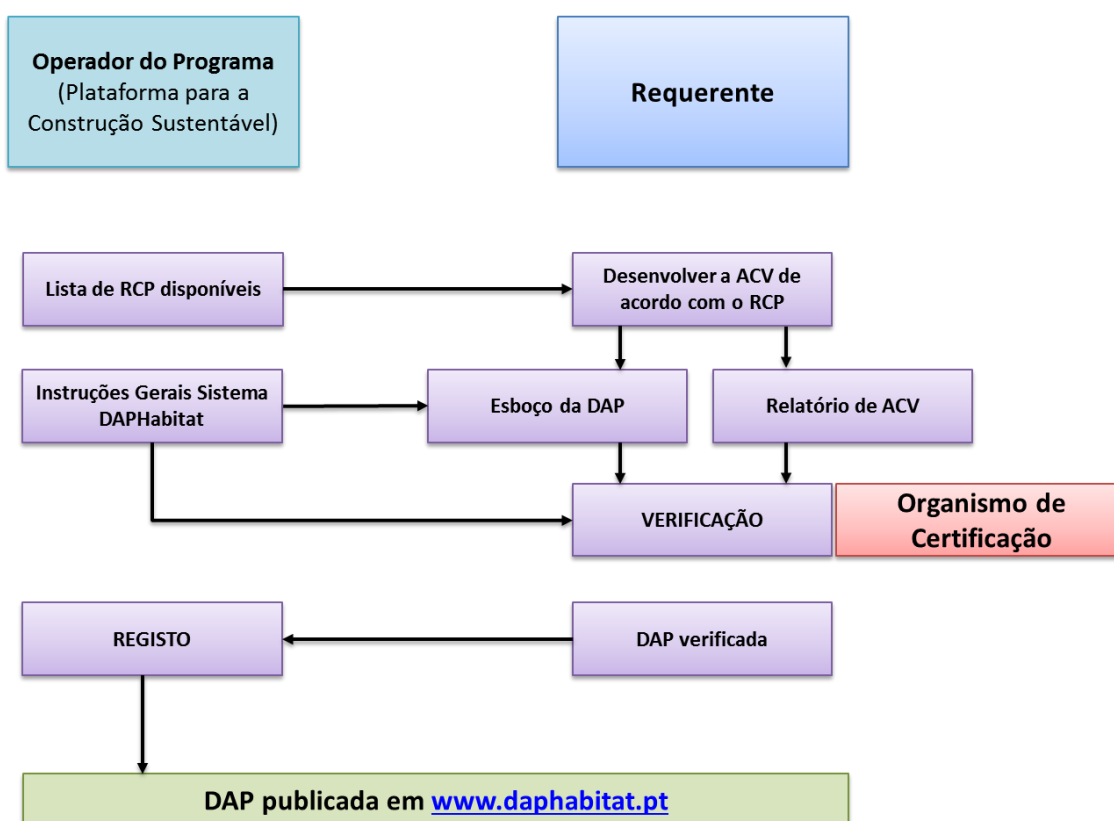 Operador do Programa
(Plataforma para a
Construção Sustentável)
Requerente
Lista de RCP disponíveis
Desenvolver a ACV de
acordo com o RCP
Instruções Gerais Sistema
DAPHabitat
Esboço da DAP
Relatório de ACV
VERIFICAÇÃO
Organismo de
Certificação
REGISTO
DAP verificada
DAP publicada em www.daphabitat.pt